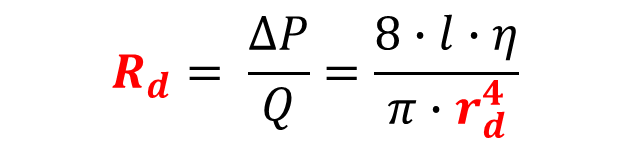 R_d = ΔP / Q = 8 · l · η / π · r_d^4